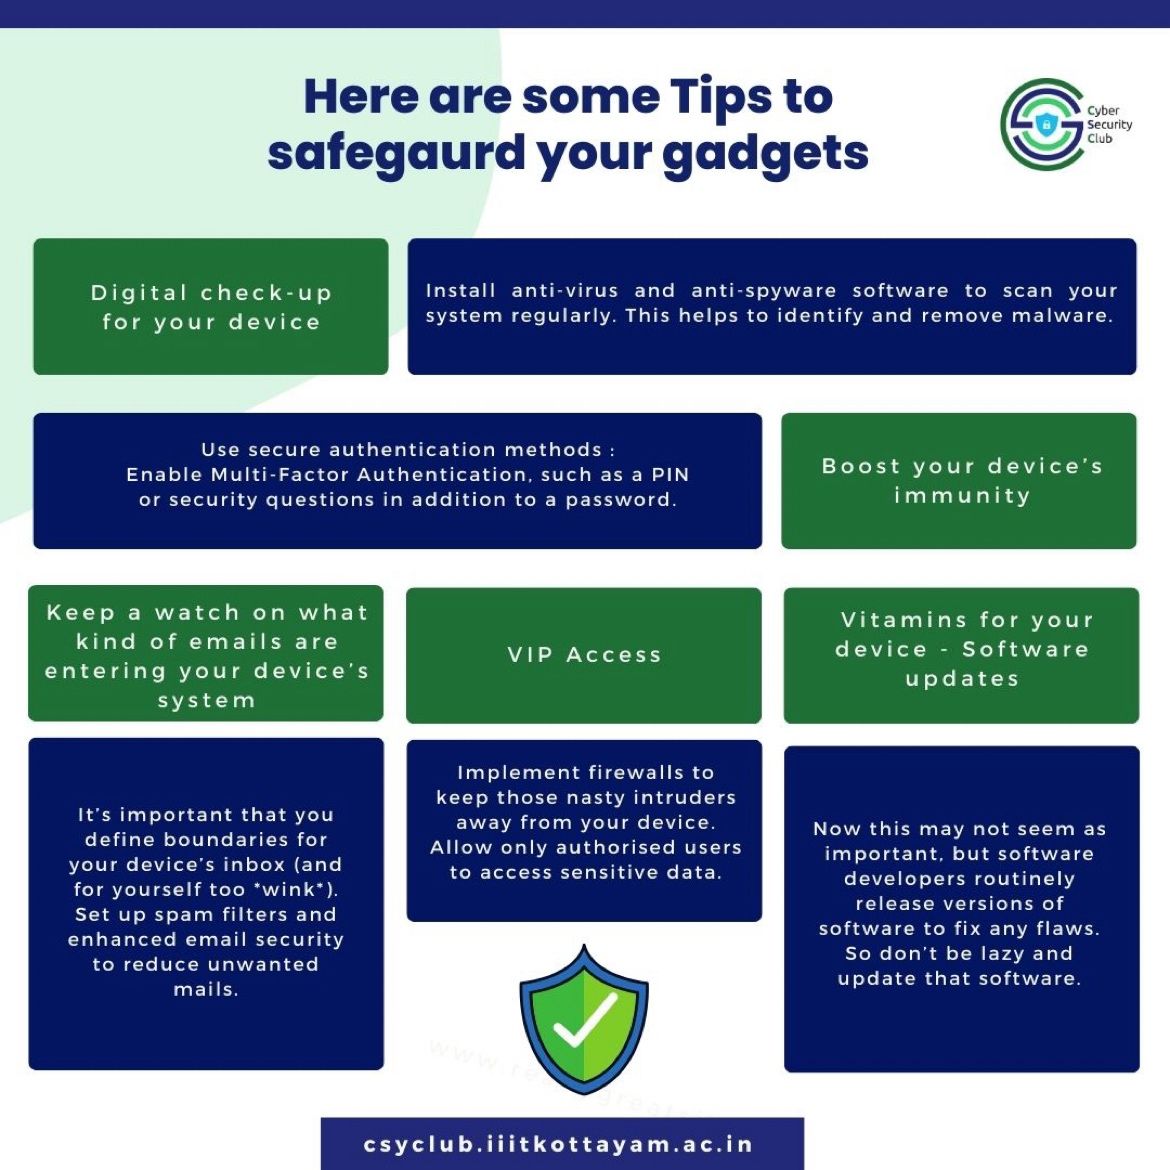 Here are some Tips to
safegaurd your gadgets
Cyber
Security
Club
Digital check-up
for your device
Install anti-virus and anti-spyware software to scan your
system regularly. This helps to identify and remove malware.
Use secure authentication methods :
Enable Multi-Factor Authentication, such as a PIN
or security questions in addition to a password.
Boost your device's
immunity
Keep a watch on what
kind of emails are
entering your device's
system
It's important that you
define boundaries for
your device's inbox (and
for yourself too *wink*).
Set up spam filters and
enhanced email security
to reduce unwanted
mails.
VIP Access
Implement firewalls to
keep those nasty intruders
away from your device.
Allow only authorised users
to access sensitive data.
Vitamins for your
device - Software
updates
Now this may not seem as
important, but software
developers routinely
release versions of
software to fix any flaws.
So don't be lazy and
update that software.
csyclub.iiitkottayam.ac.in